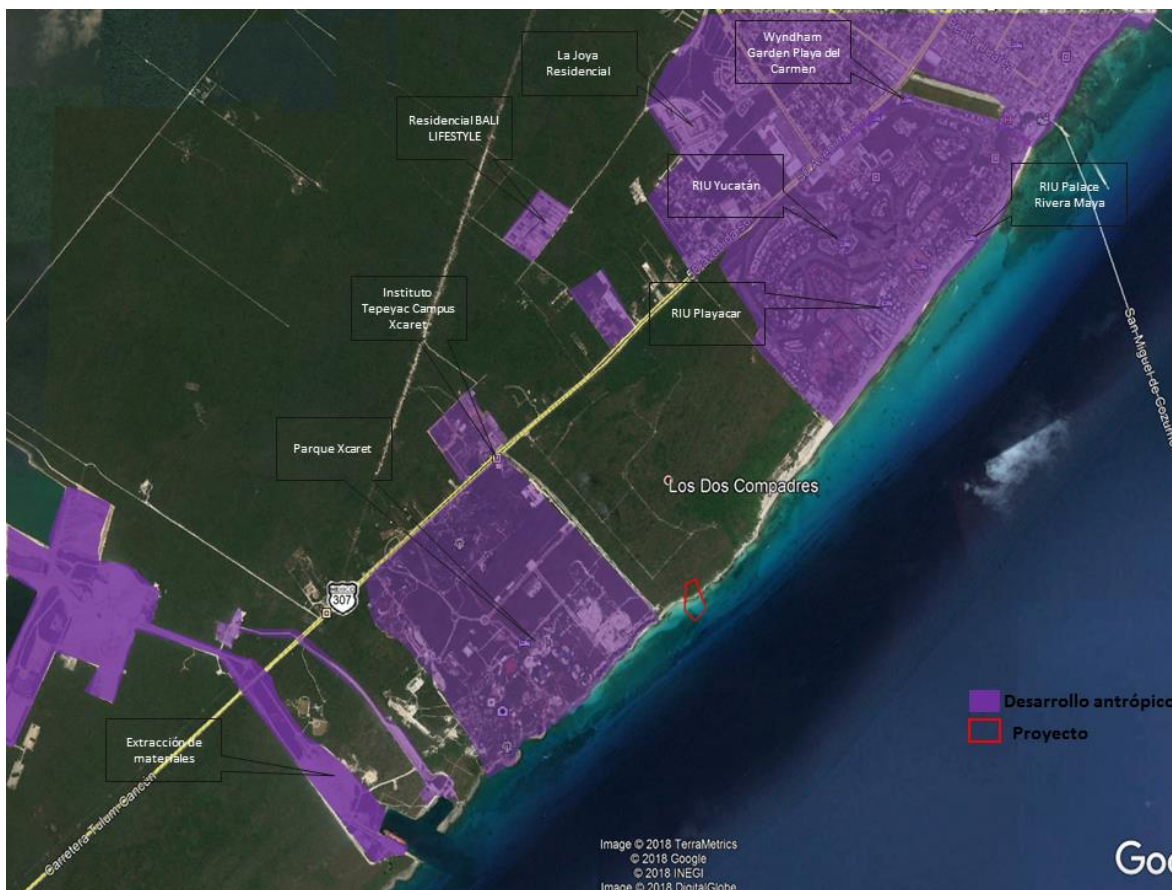 Wyndham
Garden Playa del
Carmen
La Joya
Residencial
Residencial BALI
LIFESTYLE
RIU Yucatán
RIU Palace
Rivera Maya
Instituto
Tepeyac Campus
Xcaret
RIU Playacar
San-Miguel-de-Cozume
Parque Xcaret
Los Dos Compadres
MEXICO
307
Desarrollo antrópico
Proyecto
Extracción de
materiales
Carretera Tulum-Cancún
Image © 2018 TerraMetrics
© 2018 Google
© 2018 INEGI
Image © 2018 DigitalGlobe
Goo